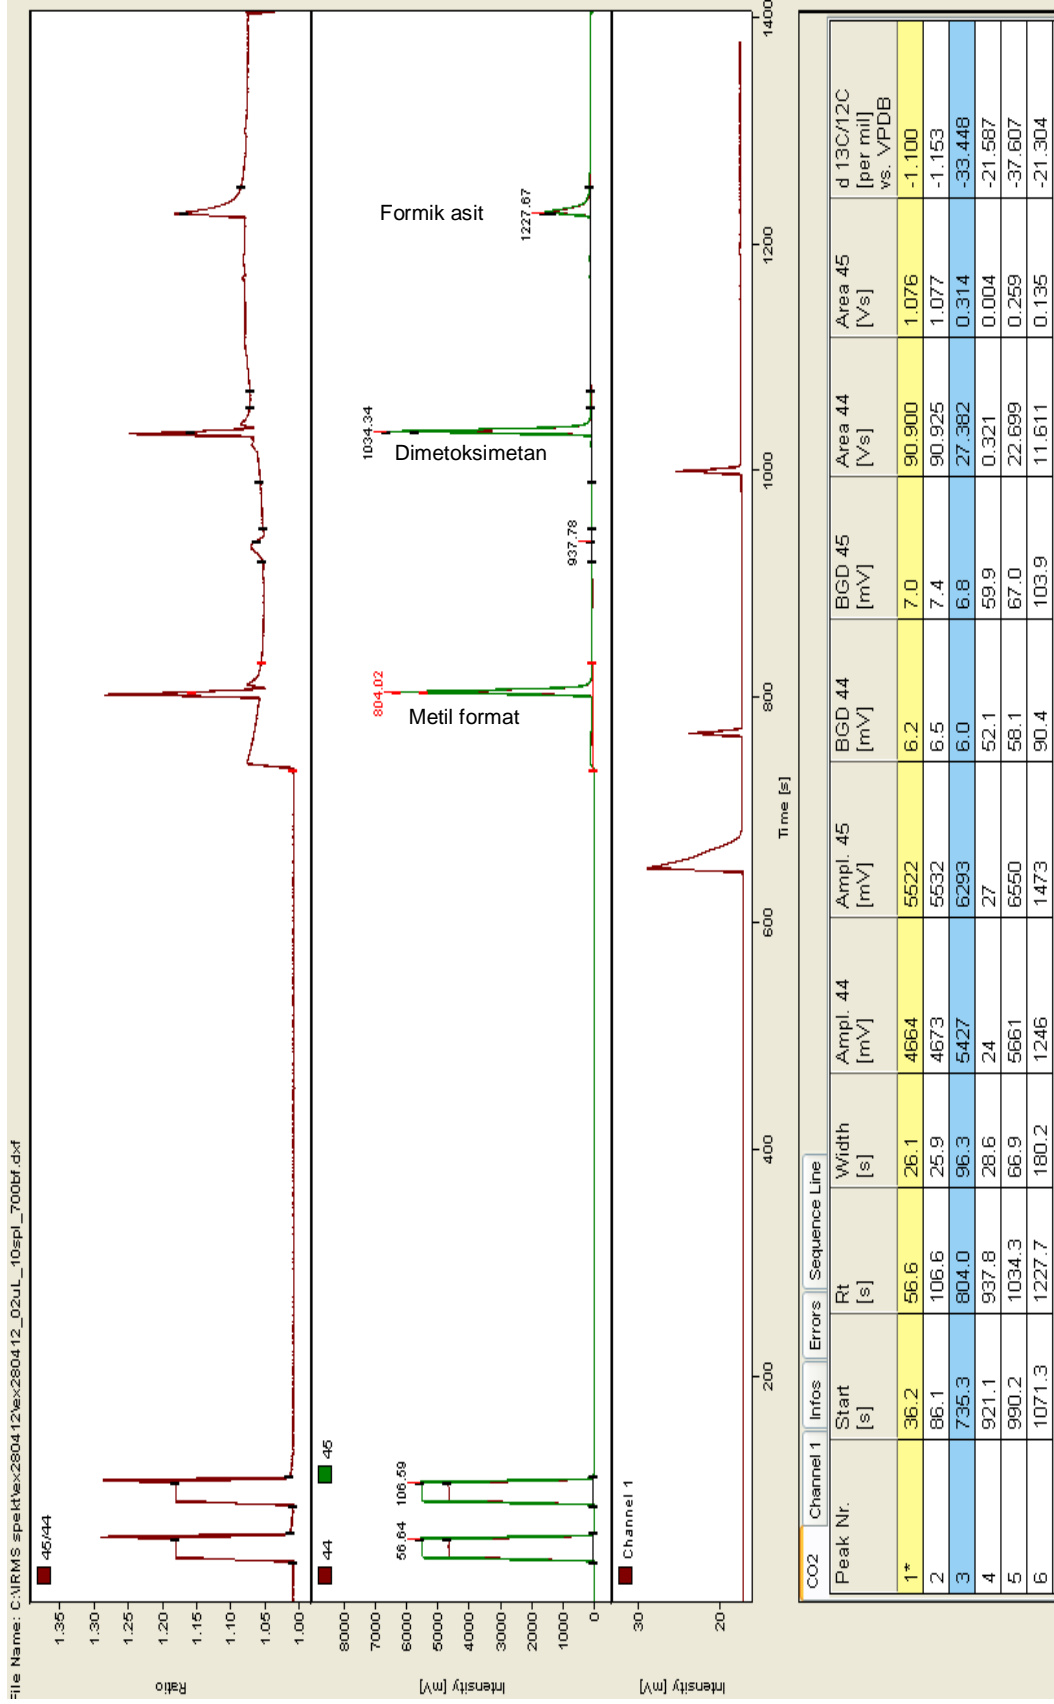 File Name: C:\IRMS spekt\ex280412\ex280412_02uL_10spl_700bf.dxf
45/44
Ratio
1.35
1.30
1.25
1.20
1.15
1.10
1.05
1.00
44 45
Intensity [mV]
8000
7000
6000
5000
4000
3000
2000
1000
0
56.64
106.59
804.02
Metil format
937.78
1034.34
Dimetoksimetan
1227.67
Formik asit
Channel 1
Intensity [mV]
30
20
200 400 600 800 1000 1200 1400
Time [s]
CO2 Channel 1 Infos Errors Sequence Line
Peak Nr. Start [s] Rt [s] Width [s] Ampl. 44 [mV] Ampl. 45 [mV] BGD 44 [mV] BGD 45 [mV] Area 44 [Vs] Area 45 [Vs] d 13C/12C [per mil] vs. VPDB
1* 36.2 56.6 26.1 4664 5522 6.2 7.0 90.900 1.076 -1.100
2 86.1 106.6 25.9 4673 5532 6.5 7.4 90.925 1.077 -1.153
3 735.3 804.0 96.3 5427 6293 6.0 6.8 27.382 0.314 -33.448
4 921.1 937.8 28.6 24 27 52.1 59.9 0.321 0.004 -21.587
5 990.2 1034.3 66.9 5661 6550 58.1 67.0 22.699 0.259 -37.607
6 1071.3 1227.7 180.2 1246 1473 90.4 103.9 11.611 0.135 -21.304